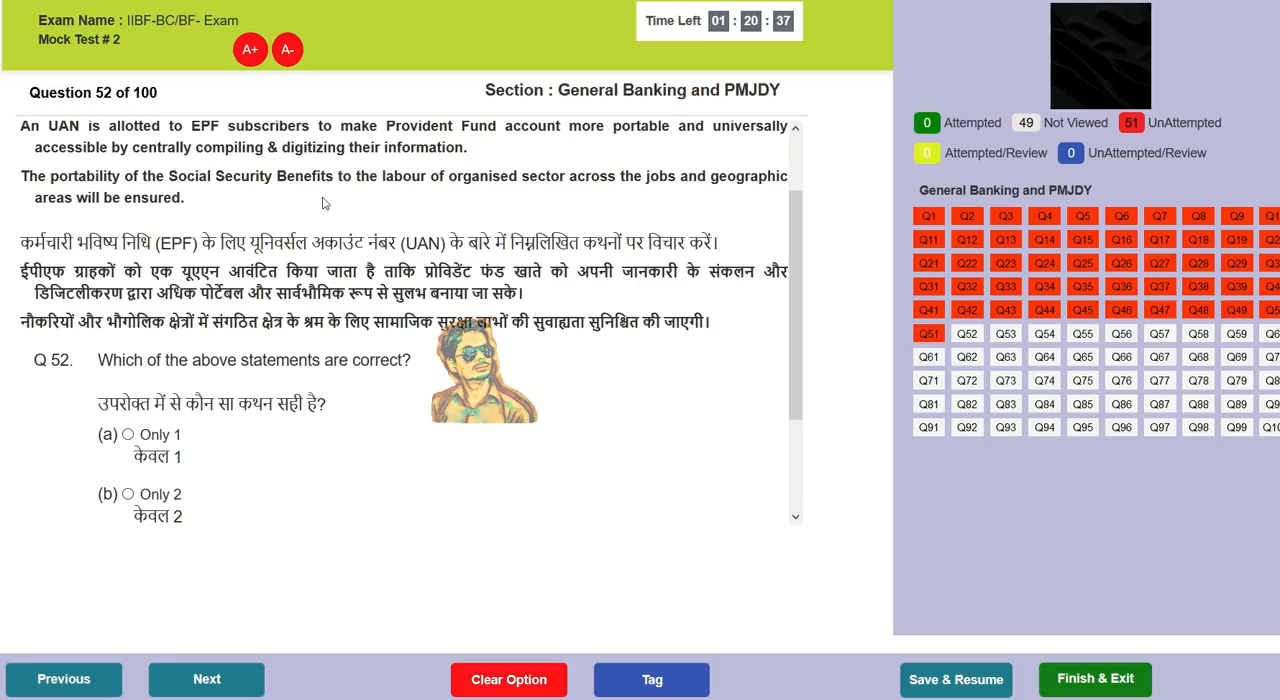 Exam Name : IIBF-BC/BF- Exam
Mock Test # 2
A+ A-
Time Left 01 : 20 : 37
Question 52 of 100
Section : General Banking and PMJDY
An UAN is allotted to EPF subscribers to make Provident Fund account more portable and universally
accessible by centrally compiling & digitizing their information.
The portability of the Social Security Benefits to the labour of organised sector across the jobs and geographic
areas will be ensured.
कर्मचारी भविष्य निधि (EPF) के लिए यूनिवर्सल अकाउंट नंबर (UAN) के बारे में निम्नलिखित कथनों पर विचार करें।
ईपीएफ ग्राहकों को एक यूएएन आवंटित किया जाता है ताकि प्रोविडेंट फंड खाते को अपनी जानकारी के संकलन और
डिजिटलीकरण द्वारा अधिक पोर्टेबल और सार्वभौमिक रूप से सुलभ बनाया जा सके।
नौकरियों और भौगोलिक क्षेत्रों में संगठित क्षेत्र के श्रम के लिए सामाजिक सुरक्षा लाभों की सुवाह्यता सुनिश्चित की जाएगी।
Q 52. Which of the above statements are correct?
उपरोक्त में से कौन सा कथन सही है?
(a) Only 1
केवल 1
(b) Only 2
केवल 2
0 Attempted 49 Not Viewed 51 UnAttempted
0 Attempted/Review 0 UnAttempted/Review
General Banking and PMJDY
Q1 Q2 Q3 Q4 Q5 Q6 Q7 Q8 Q9
Q11 Q12 Q13 Q14 Q15 Q16 Q17 Q18 Q19
Q21 Q22 Q23 Q24 Q25 Q26 Q27 Q28 Q29
Q31 Q32 Q33 Q34 Q35 Q36 Q37 Q38 Q39
Q41 Q42 Q43 Q44 Q45 Q46 Q47 Q48 Q49
Q51 Q52 Q53 Q54 Q55 Q56 Q57 Q58 Q59
Q61 Q62 Q63 Q64 Q65 Q66 Q67 Q68 Q69
Q71 Q72 Q73 Q74 Q75 Q76 Q77 Q78 Q79
Q81 Q82 Q83 Q84 Q85 Q86 Q87 Q88 Q89
Q91 Q92 Q93 Q94 Q95 Q96 Q97 Q98 Q99
Previous Next Clear Option Tag Save & Resume Finish & Exit